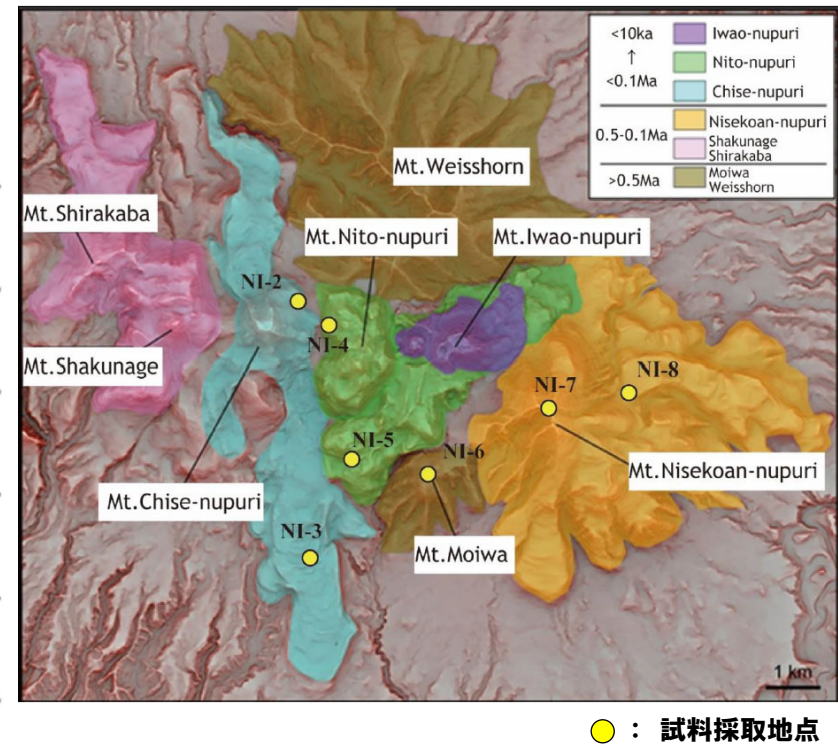 <10ka
↑
<0.1Ma
Iwao-nupuri
Nito-nupuri
Chise-nupuri
0.5-0.1Ma
Nisekoan-nupuri
Shakunage
Shirakaba
>0.5Ma
Moiwa
Weisshorn
Mt.Weisshorn
Mt.Shirakaba
Mt.Nito-nupuri
Mt.Iwao-nupuri
NI-2
NI-4
Mt.Shakunage
NI-7
NI-8
NI-5
NI-6
Mt.Nisekoan-nupuri
Mt.Chise-nupuri
NI-3
Mt.Moiwa
1 km
： 試料採取地点